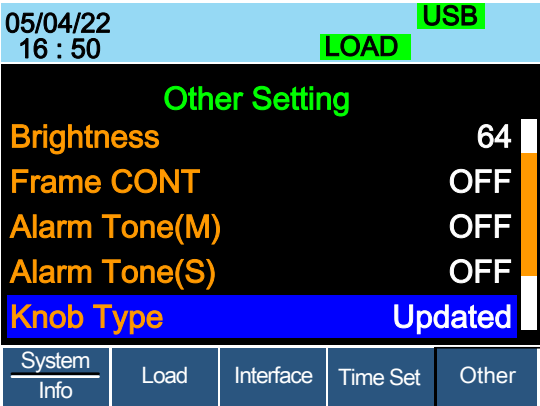 05/04/22 USB
16 : 50 LOAD
Other Setting
Brightness 64
Frame CONT OFF
Alarm Tone(M) OFF
Alarm Tone(S) OFF
Knob Type Updated
System Info Load Interface Time Set Other